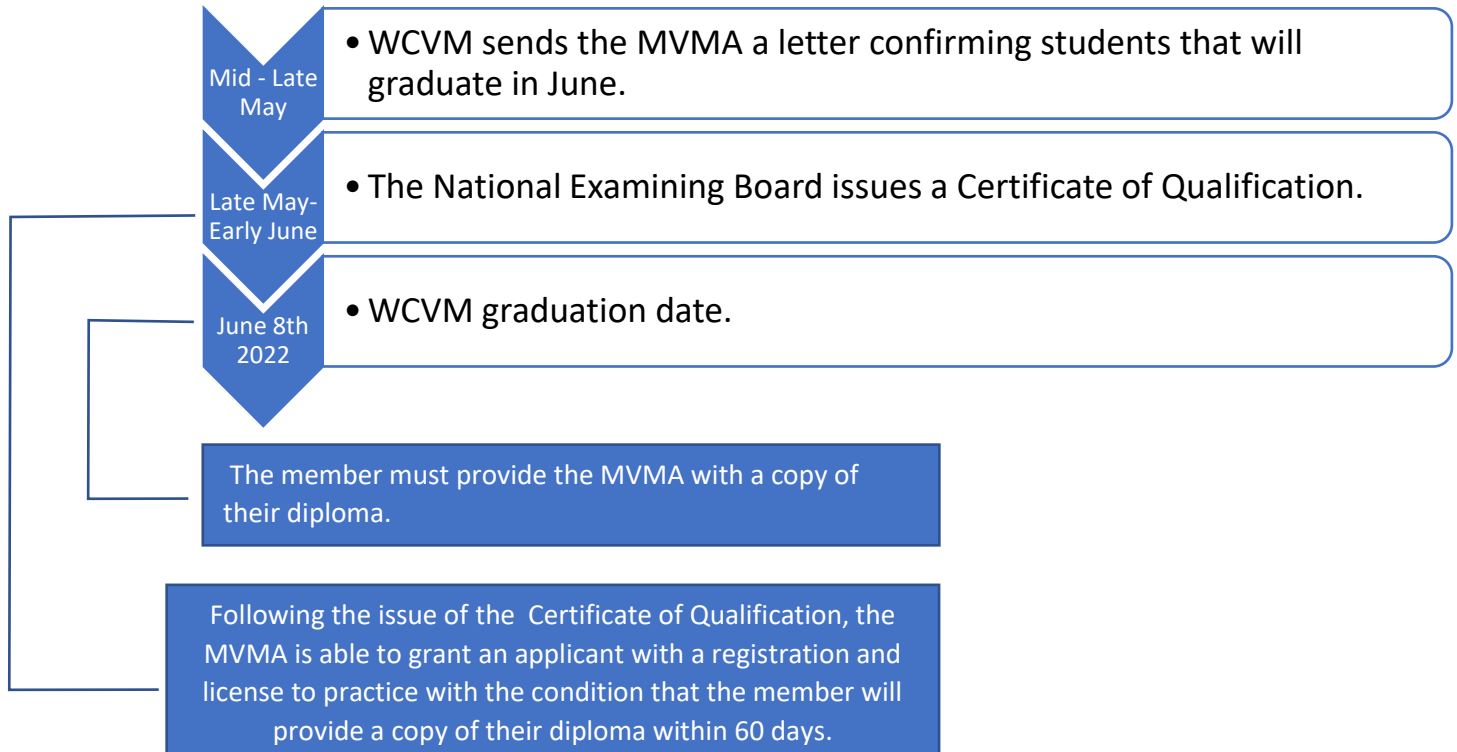 Mid - Late
May
• WCVM sends the MVMA a letter confirming students that will
graduate in June.
Late May-
Early June
• The National Examining Board issues a Certificate of Qualification.
June 8th
2022
• WCVM graduation date.
The member must provide the MVMA with a copy of
their diploma.
Following the issue of the Certificate of Qualification, the
MVMA is able to grant an applicant with a registration and
license to practice with the condition that the member will
provide a copy of their diploma within 60 days.